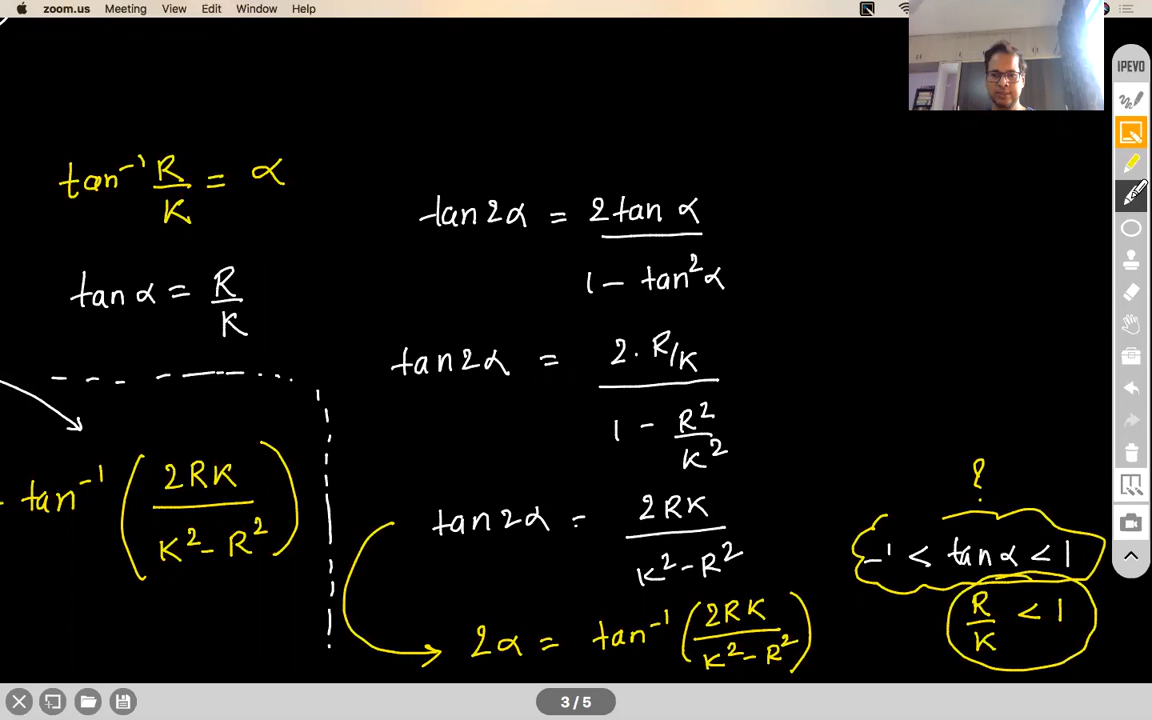 zoom.us Meeting View Edit Window Help
IPEVO
tan⁻¹ R/K = α
tan α = R/K
tan⁻¹ (2RK / K² - R²)
tan 2α = 2 tan α / 1 - tan² α
tan 2α = 2 · R/K / 1 - R²/K²
tan 2α = 2RK / K² - R²
2α = tan⁻¹ (2RK / K² - R²)
?
-1 < tan α < 1
R/K < 1
3 / 5